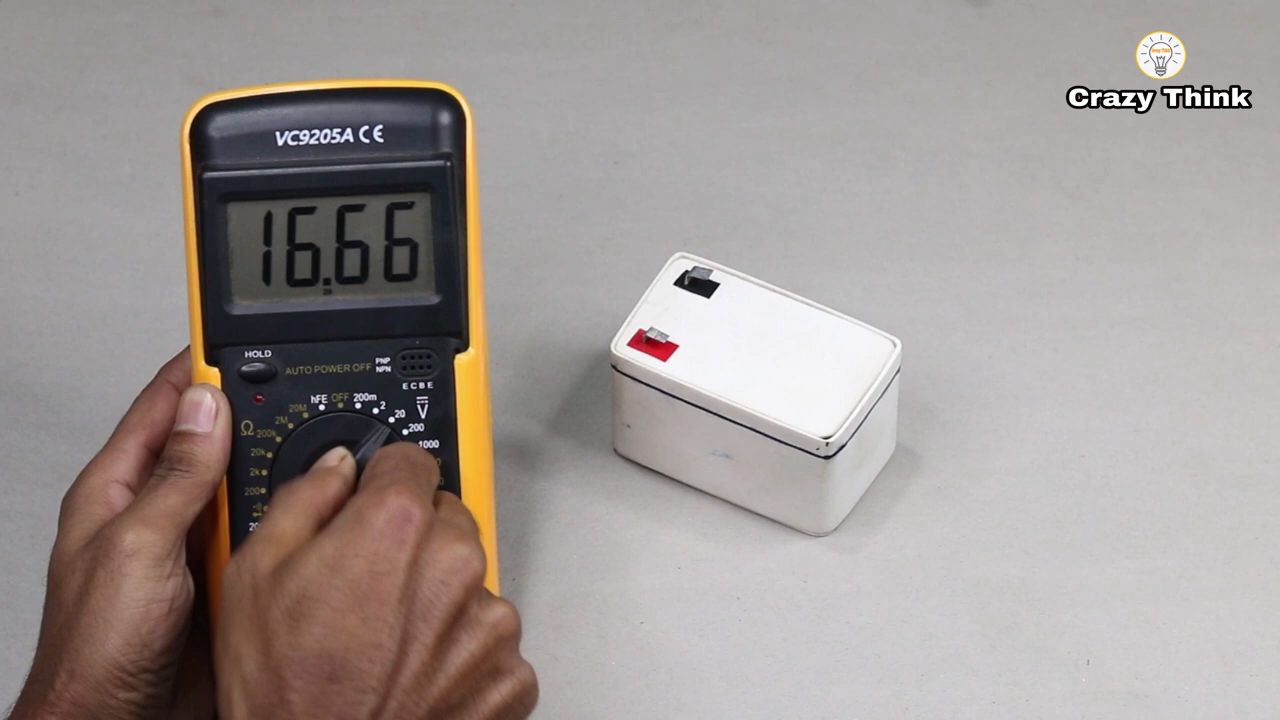 Crazy Think
VC9205A CE
16.66
HOLD
AUTO POWER OFF
PNP
NPN
E C B E
hFE OFF 200m
20M 2
2M 20 V
Ω 200k 200
20k 1000
2k
200